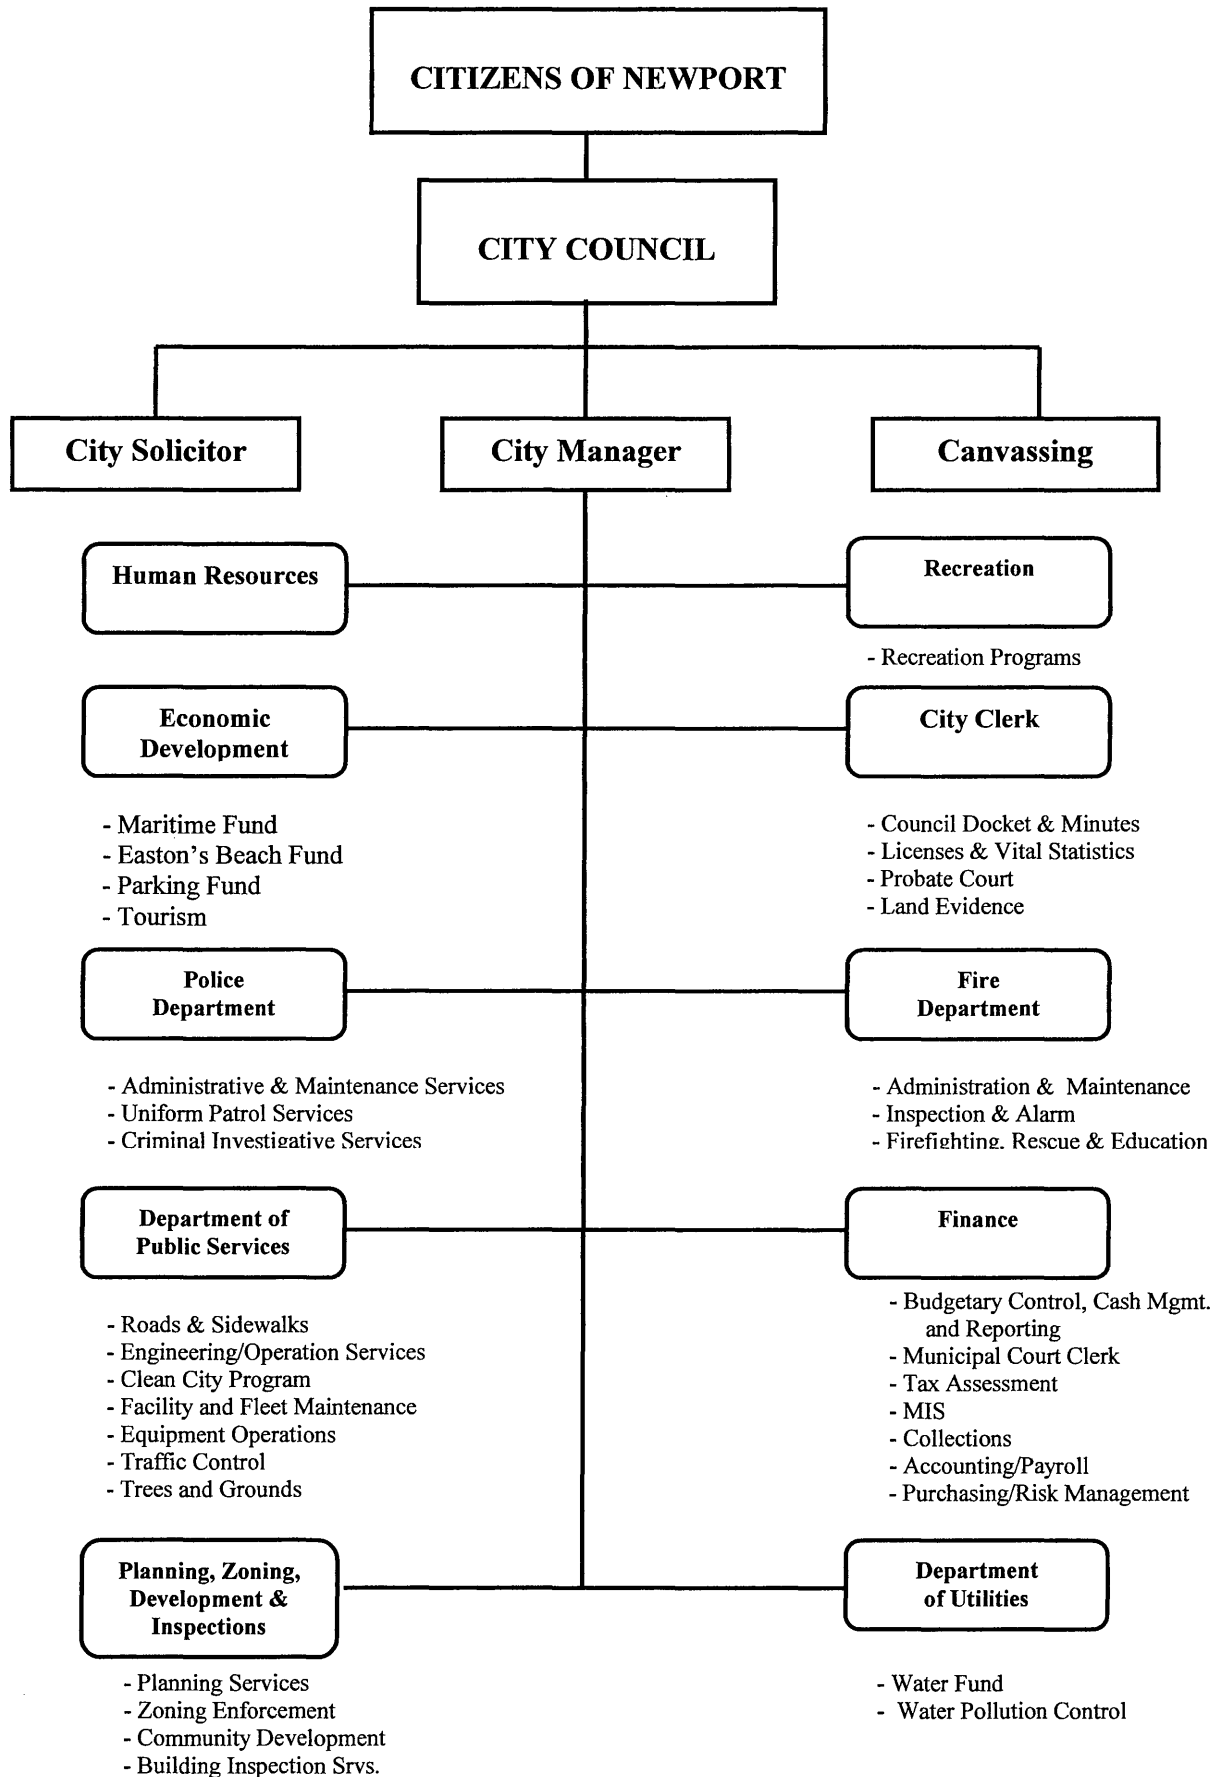 CITIZENS OF NEWPORT
CITY COUNCIL
City Solicitor
City Manager
Canvassing
Human Resources
Recreation
- Recreation Programs
Economic
Development
City Clerk
- Maritime Fund
- Easton's Beach Fund
- Parking Fund
- Tourism
- Council Docket & Minutes
- Licenses & Vital Statistics
- Probate Court
- Land Evidence
Police
Department
Fire
Department
- Administrative & Maintenance Services
- Uniform Patrol Services
- Criminal Investigative Services
- Administration & Maintenance
- Inspection & Alarm
- Firefighting, Rescue & Education
Department of
Public Services
Finance
- Roads & Sidewalks
- Engineering/Operation Services
- Clean City Program
- Facility and Fleet Maintenance
- Equipment Operations
- Traffic Control
- Trees and Grounds
- Budgetary Control, Cash Mgmt.
and Reporting
- Municipal Court Clerk
- Tax Assessment
- MIS
- Collections
- Accounting/Payroll
- Purchasing/Risk Management
Planning, Zoning,
Development &
Inspections
Department
of Utilities
- Planning Services
- Zoning Enforcement
- Community Development
- Building Inspection Srvs.
- Water Fund
- Water Pollution Control